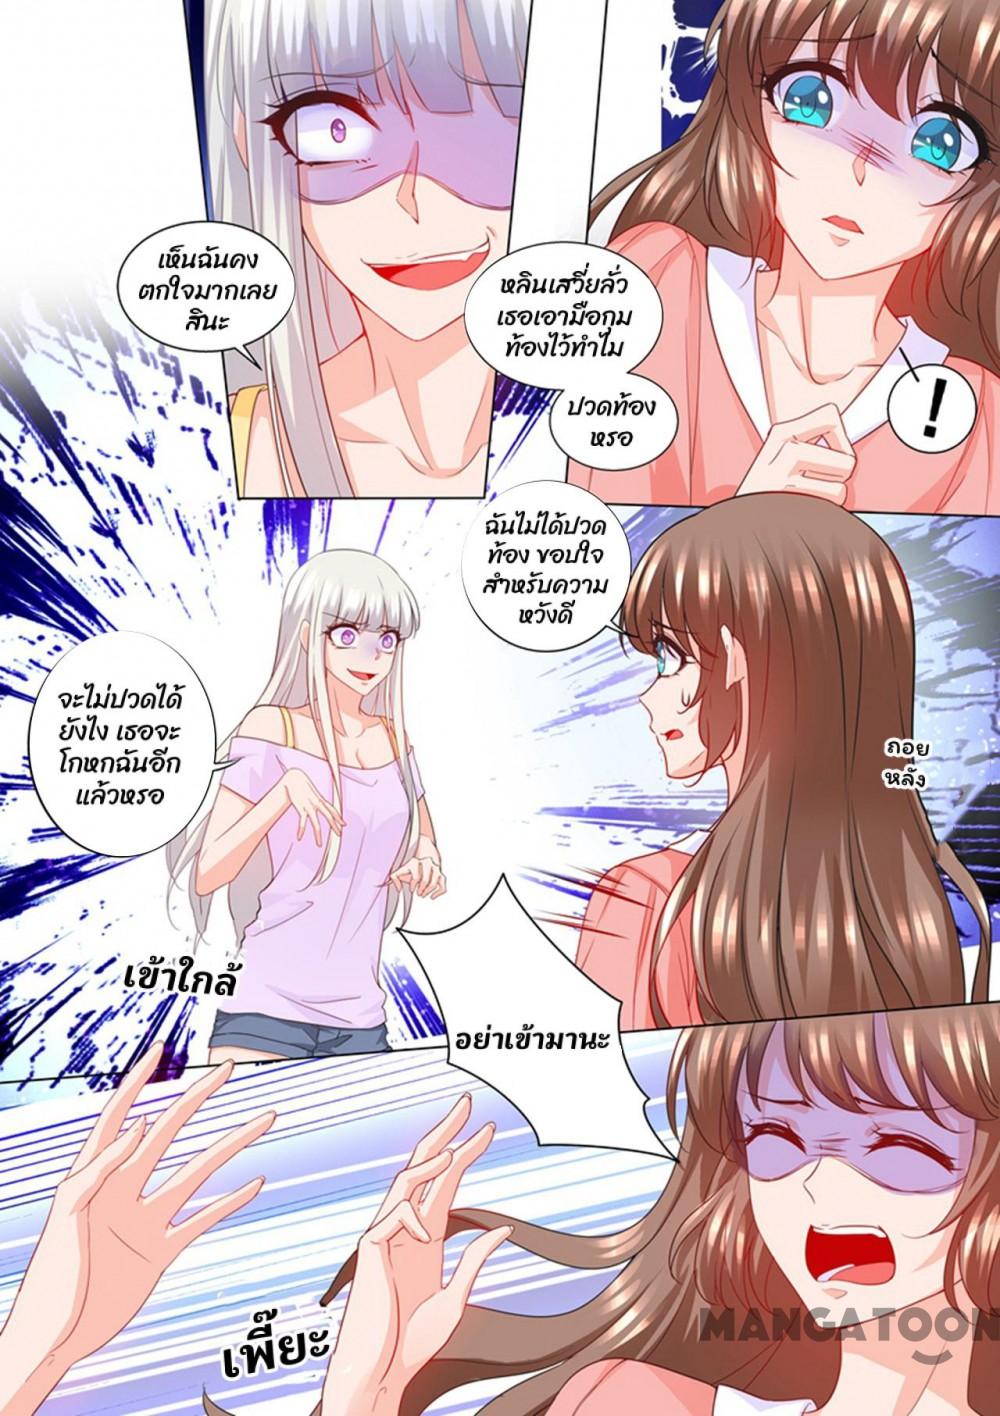 เห็นฉันคง
ตกใจมากเลย
สินะ
หลินเสวี่ยลั่ว
เธอเอามือกุม
ท้องไว้ทำไม
ปวดท้อง
หรอ
!
ฉันไม่ได้ปวด
ท้อง ขอบใจ
สำหรับความ
หวังดี
จะไม่ปวดได้
ยังไง เธอจะ
โกหกฉันอีก
แล้วหรอ
ถอย
หลัง
เข้าใกล้
อย่าเข้ามานะ
เพี๊ยะ
MANGATOON